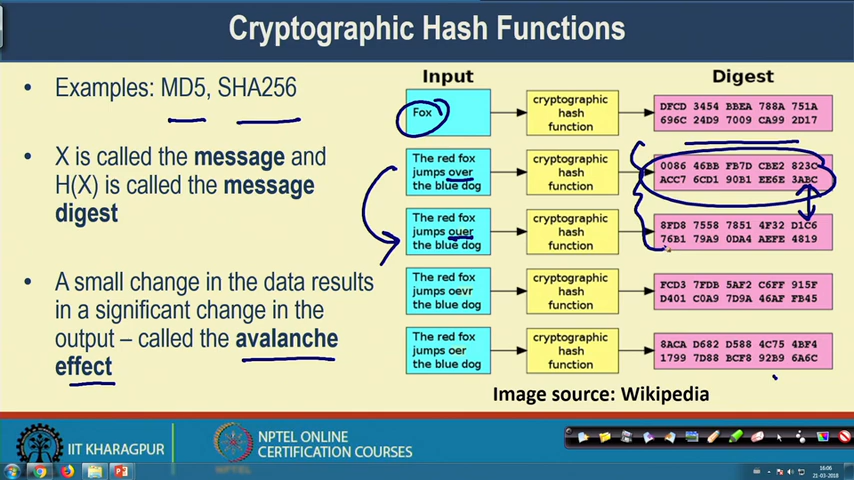 Cryptographic Hash Functions
• Examples: MD5, SHA256
• X is called the message and
H(X) is called the message
digest
• A small change in the data results
in a significant change in the
output – called the avalanche
effect
Input
Digest
Fox
cryptographic
hash
function
DFCD 3454 BBEA 788A 751A
696C 24D9 7009 CA99 2D17
The red fox
jumps over
the blue dog
cryptographic
hash
function
0086 46BB FB7D CBE2 823C
ACC7 6CD1 90B1 EE6E 3ABC
The red fox
jumps ouer
the blue dog
cryptographic
hash
function
8FD8 7558 7851 4F32 D1C6
76B1 79A9 0DA4 AEFE 4819
The red fox
jumps oevr
the blue dog
cryptographic
hash
function
FCD3 7FDB 5AF2 C6FF 915F
D401 C0A9 7D9A 46AF FB45
The red fox
jumps oer
the blue dog
cryptographic
hash
function
8ACA D682 D588 4C75 4BF4
1799 7D88 BCF8 92B9 6A6C
Image source: Wikipedia
IIT KHARAGPUR
NPTEL ONLINE
CERTIFICATION COURSES
NPTEL
16:06
21-03-2018